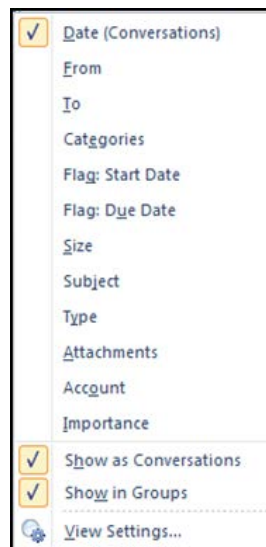 Date (Conversations)
From
To
Categories
Flag: Start Date
Flag: Due Date
Size
Subject
Type
Attachments
Account
Importance
Show as Conversations
Show in Groups
View Settings...